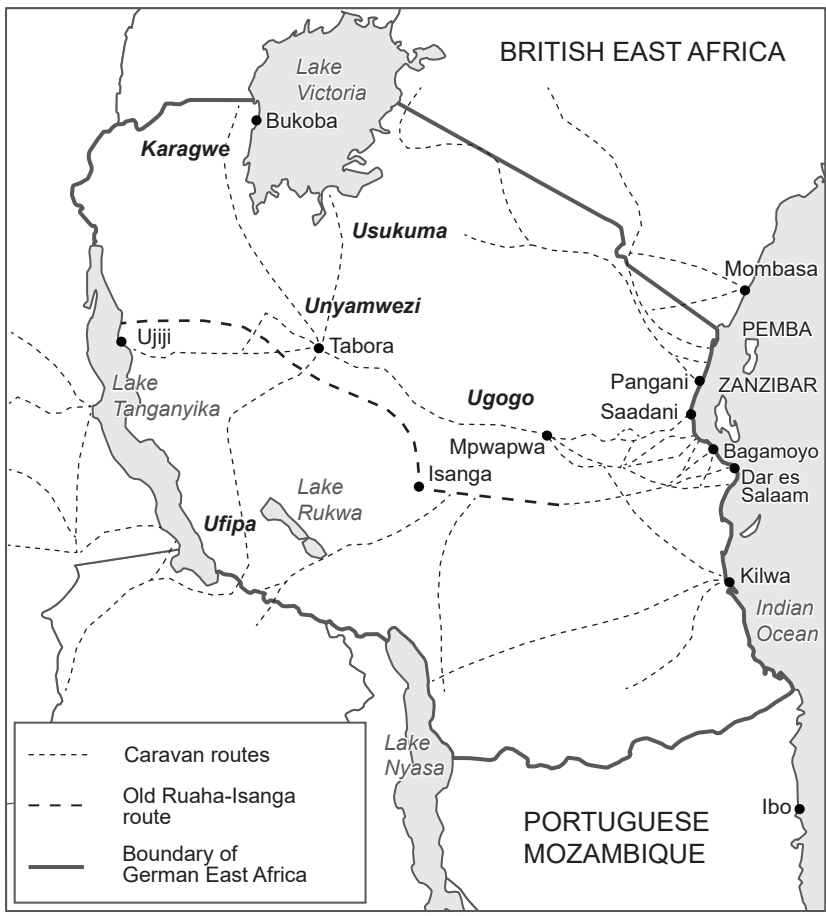 BRITISH EAST AFRICA
Lake
Victoria
Bukoba
Karagwe
Usukuma
Mombasa
Unyamwezi
PEMBA
Ujiji
Tabora
Lake
Tanganyika
Pangani
ZANZIBAR
Ugogo
Saadani
Mpwapwa
Bagamoyo
Isanga
Dar es
Salaam
Lake
Rukwa
Ufipa
Kilwa
Indian
Ocean
Lake
Nyasa
Caravan routes
Old Ruaha-Isanga
route
Boundary of
German East Africa
Ibo
PORTUGUESE
MOZAMBIQUE